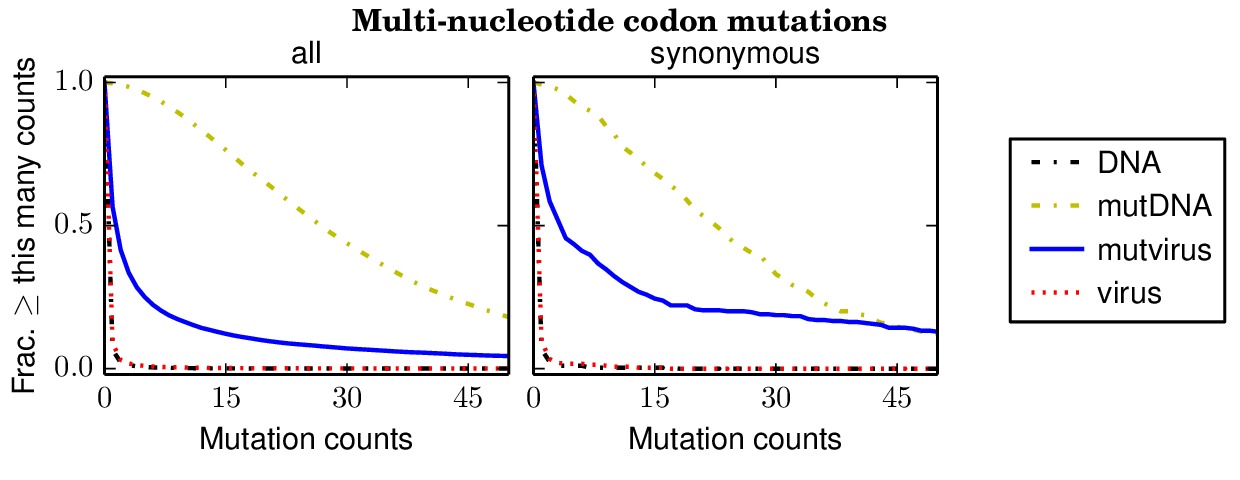 Multi-nucleotide codon mutations
all
synonymous
Frac. ≥ this many counts
1.0
0.5
0.0
0 15 30 45
0 15 30 45
Mutation counts
Mutation counts
DNA
mutDNA
mutvirus
virus